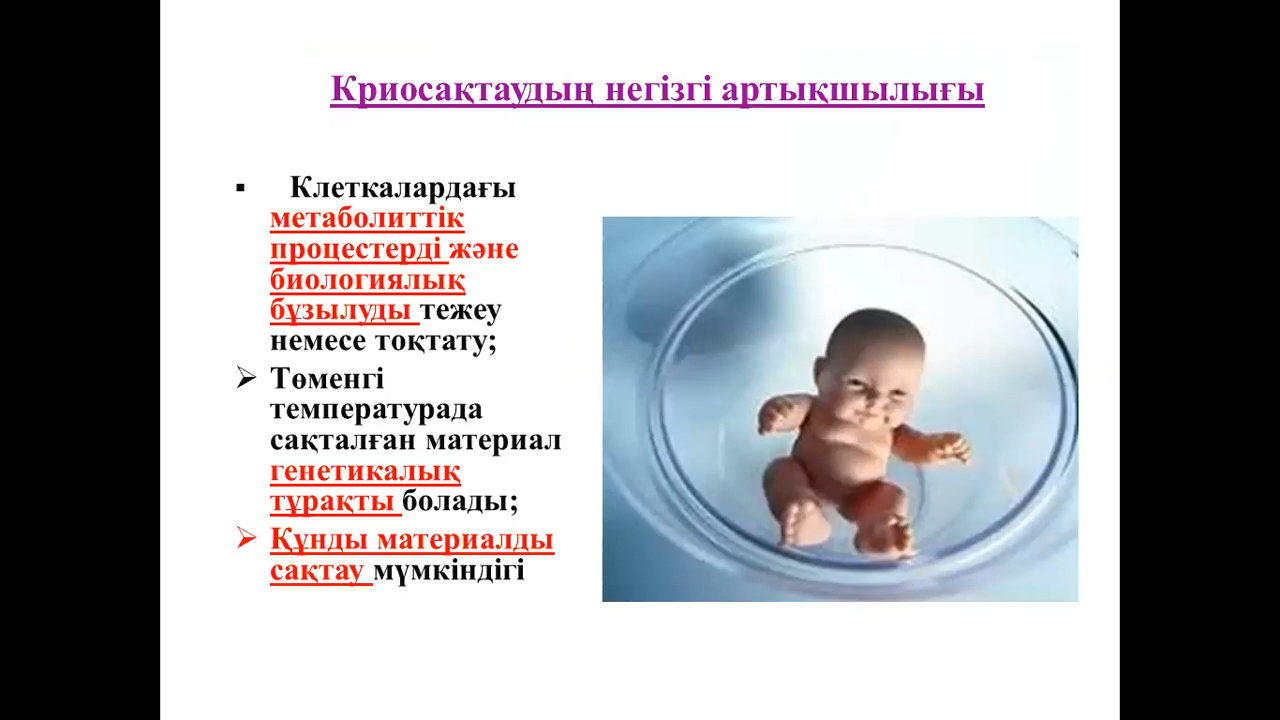 Криосақтаудың негізгі артықшылығы
▪ Клеткалардағы
метаболиттік
процестерді және
биологиялық
бұзылуды тежеу
немесе тоқтату;
➢ Төменгі
температурада
сақталған материал
генетикалық
тұрақты болады;
➢ Құнды материалды
сақтау мүмкіндігі